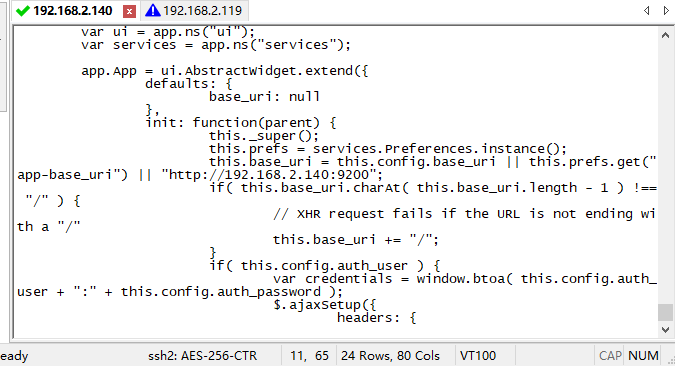 192.168.2.140
192.168.2.119
var ui = app.ns("ui");
var services = app.ns("services");
app.App = ui.AbstractWidget.extend({
defaults: {
base_uri: null
},
init: function(parent) {
this._super();
this.prefs = services.Preferences.instance();
this.base_uri = this.config.base_uri || this.prefs.get("
app-base_uri") || "http://192.168.2.140:9200";
if( this.base_uri.charAt( this.base_uri.length - 1 ) !==
"/" ) {
// XHR request fails if the URL is not ending wi
th a "/"
this.base_uri += "/";
}
if( this.config.auth_user ) {
var credentials = window.btoa( this.config.auth_
user + ":" + this.config.auth_password );
$.ajaxSetup({
headers: {
eady
ssh2: AES-256-CTR
11, 65
24 Rows, 80 Cols
VT100
CAP
NUM